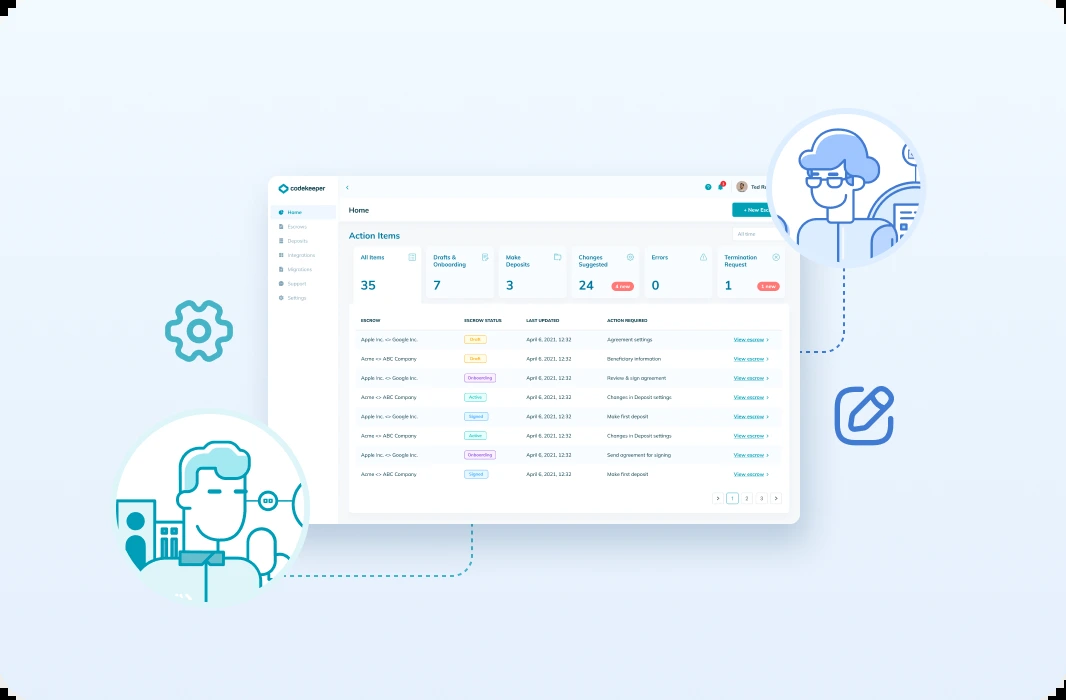 codekeeper
Home
Escrows
Deposits
Integrations
Migrations
Support
Settings
Ted
Home
+ New
Action Items
All time
All Items
35
Drafts &
Onboarding
7
Make
Deposits
3
Changes
Suggested
24
4 new
Errors
0
Termination
Request
1
1 new
ESCROW ESCROW STATUS LAST UPDATED ACTION REQUIRED
Apple Inc. <> Google Inc. Draft April 6, 2021, 12:32 Agreement settings View escrow >
Acme <> ABC Company Draft April 6, 2021, 12:32 Beneficiary information View escrow >
Apple Inc. <> Google Inc. Onboarding April 6, 2021, 12:32 Review & sign agreement View escrow >
Acme <> ABC Company Active April 6, 2021, 12:32 Changes in Deposit settings View escrow >
Apple Inc. <> Google Inc. Signed April 6, 2021, 12:32 Make first deposit View escrow >
Acme <> ABC Company Active April 6, 2021, 12:32 Changes in Deposit settings View escrow >
Apple Inc. <> Google Inc. Onboarding April 6, 2021, 12:32 Send agreement for signing View escrow >
Acme <> ABC Company Signed April 6, 2021, 12:32 Make first deposit View escrow >
1 2 3